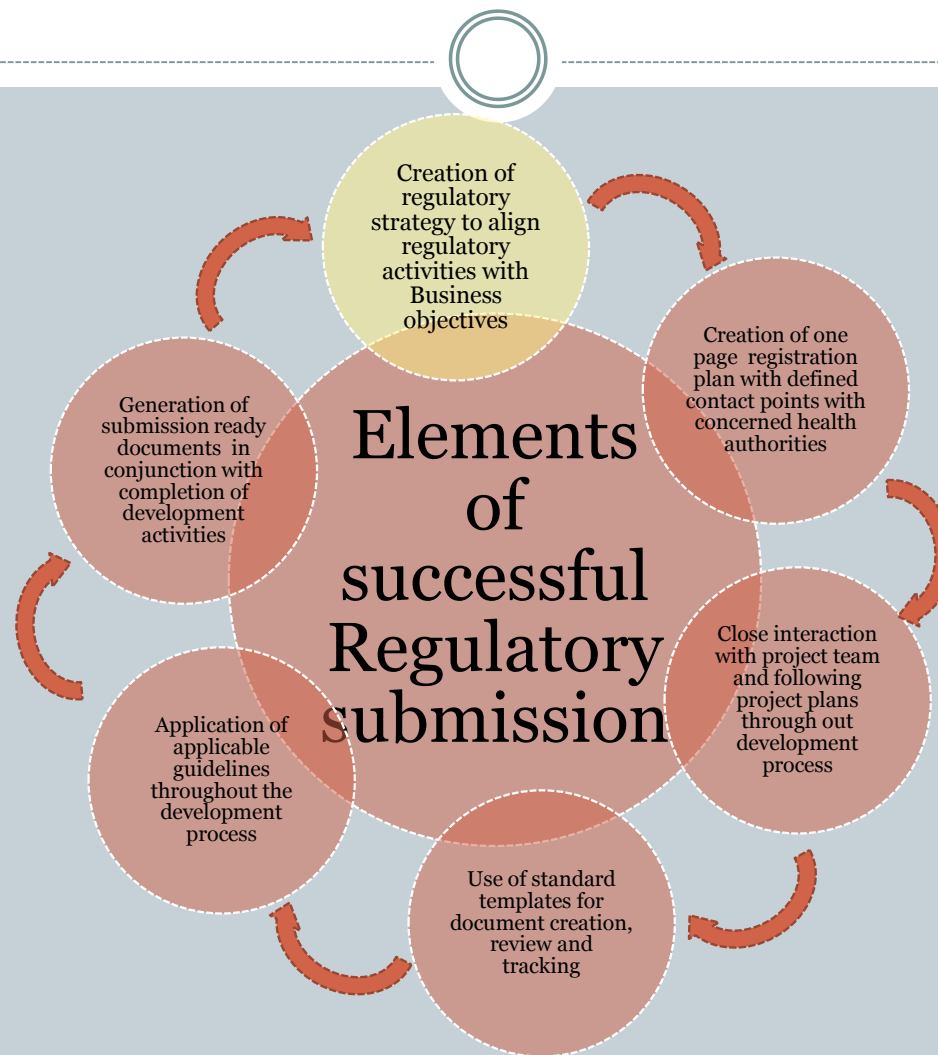 Creation of
regulatory
strategy to align
regulatory
activities with
Business
objectives
Creation of one
page registration
plan with defined
contact points with
concerned health
authorities
Close interaction
with project team
and following
project plans
through out
development
process
Use of standard
templates for
document creation,
review and
tracking
Application of
applicable
guidelines
throughout the
development
process
Generation of
submission ready
documents in
conjunction with
completion of
development
activities
Elements
of
successful
Regulatory
submission